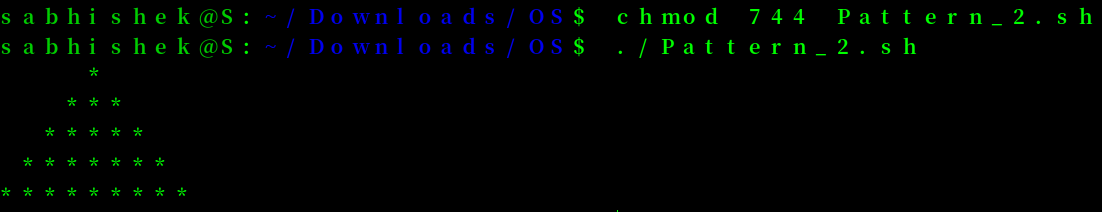 sabhishek@S:~/Downloads/OS$ chmod 744 Pattern_2.sh
sabhishek@S:~/Downloads/OS$ ./Pattern_2.sh
    *
   ***
  *****
 *******
*********